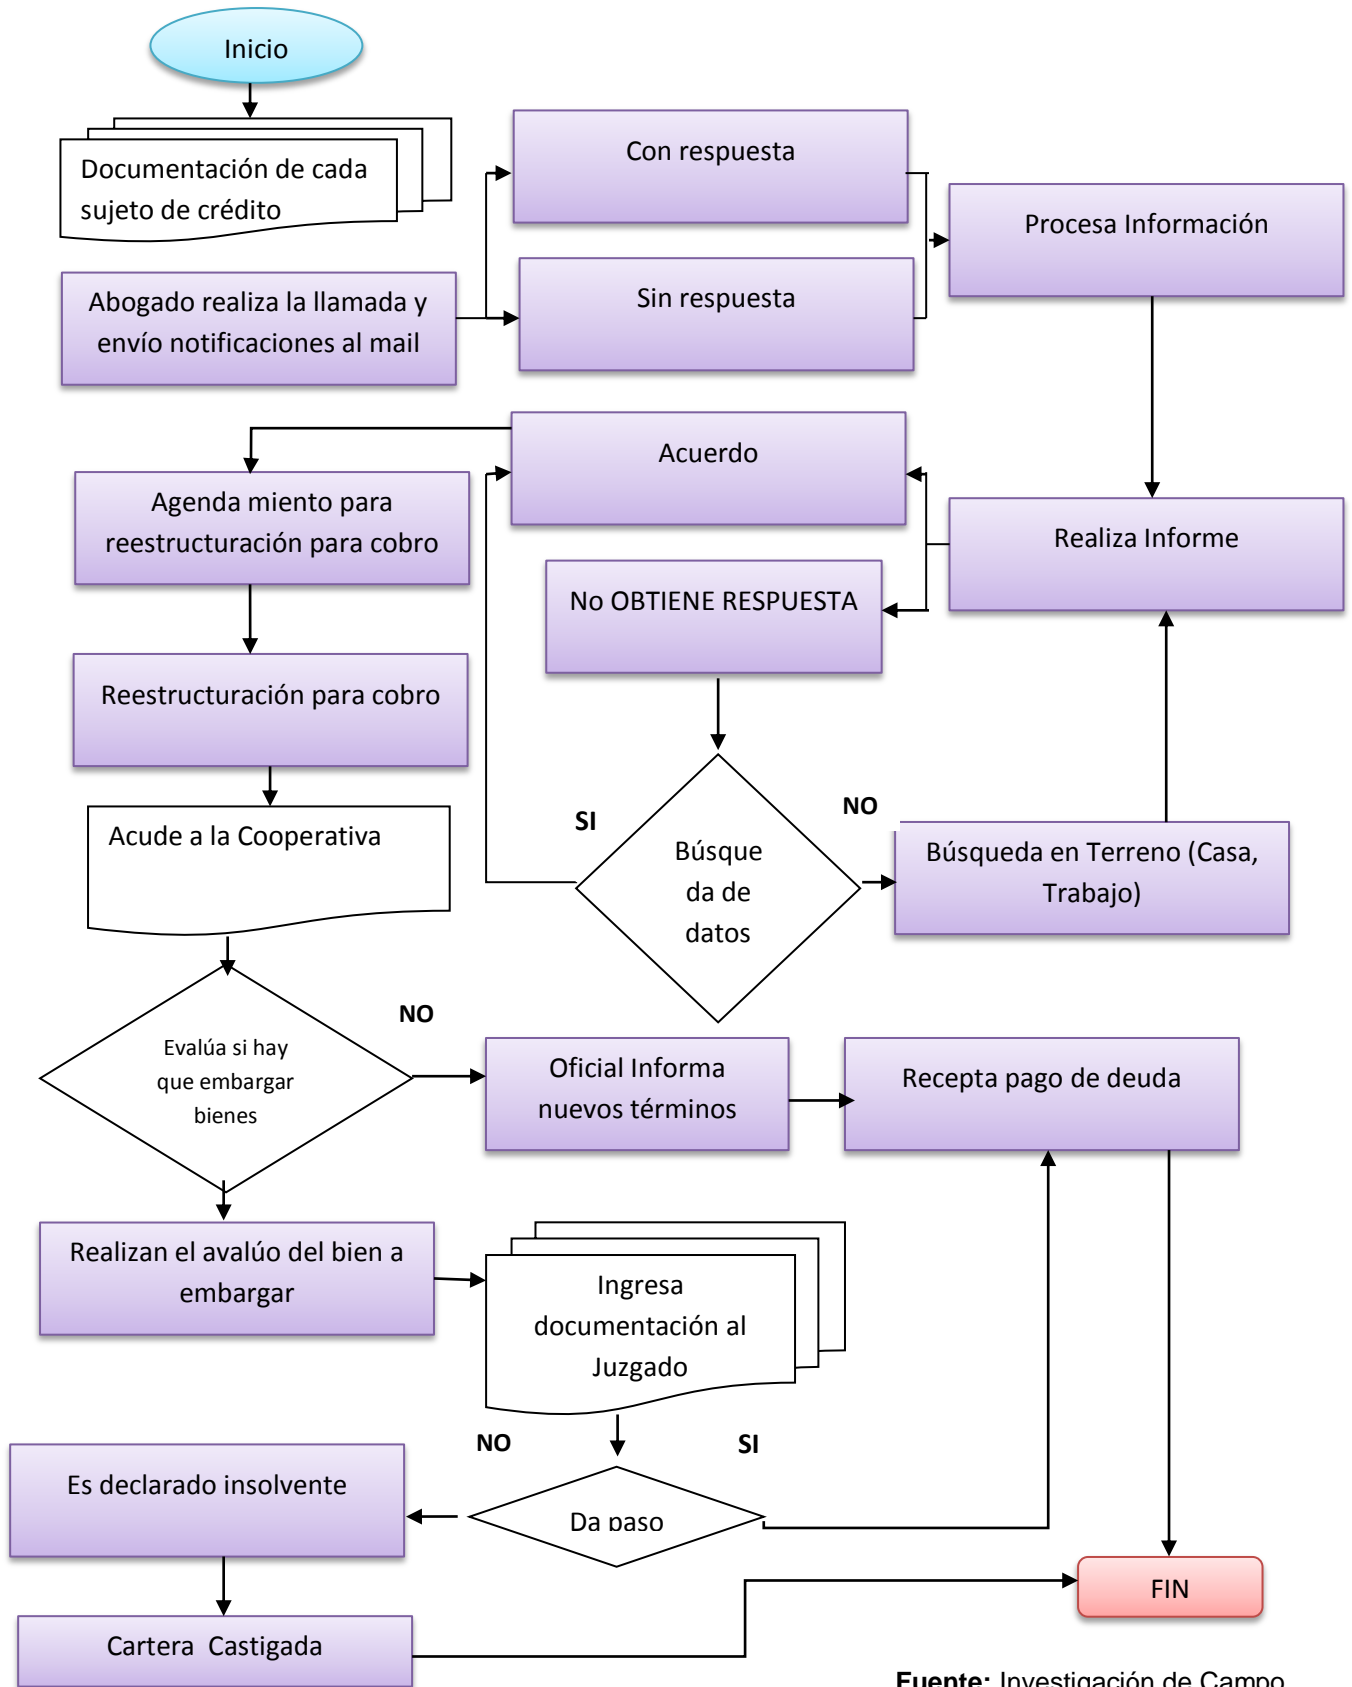 Inicio
Documentación de cada
sujeto de crédito
Con respuesta
Procesa Información
Abogado realiza la llamada y
envío notificaciones al mail
Sin respuesta
Acuerdo
Agenda miento para
reestructuración para cobro
Realiza Informe
No OBTIENE RESPUESTA
Reestructuración para cobro
SI
NO
Acude a la Cooperativa
Búsque
da de
datos
Búsqueda en Terreno (Casa,
Trabajo)
NO
Evalúa si hay
que embargar
bienes
Oficial Informa
nuevos términos
Recepta pago de deuda
Realizan el avalúo del bien a
embargar
Ingresa
documentación al
Juzgado
NO
SI
Es declarado insolvente
Da paso
FIN
Cartera Castigada
Fuente: Investigación de Campo